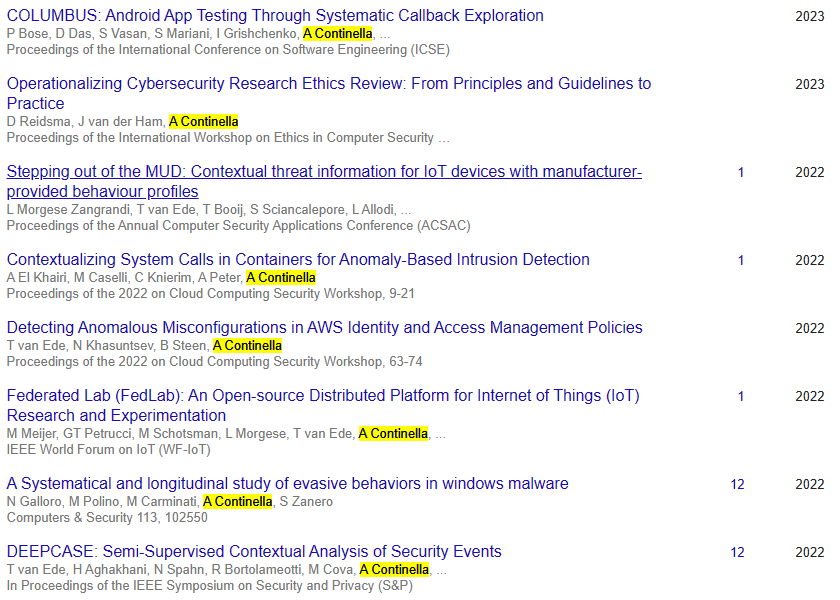 COLUMBUS: Android App Testing Through Systematic Callback Exploration 2023
P Bose, D Das, S Vasan, S Mariani, I Grishchenko, A Continella, ...
Proceedings of the International Conference on Software Engineering (ICSE)
Operationalizing Cybersecurity Research Ethics Review: From Principles and Guidelines to 2023
Practice
D Reidsma, J van der Ham, A Continella
Proceedings of the International Workshop on Ethics in Computer Security ...
Stepping out of the MUD: Contextual threat information for IoT devices with manufacturer- 1 2022
provided behaviour profiles
L Morgese Zangrandi, T van Ede, T Booij, S Sciancalepore, L Allodi, ...
Proceedings of the Annual Computer Security Applications Conference (ACSAC)
Contextualizing System Calls in Containers for Anomaly-Based Intrusion Detection 1 2022
A El Khairi, M Caselli, C Knierim, A Peter, A Continella
Proceedings of the 2022 on Cloud Computing Security Workshop, 9-21
Detecting Anomalous Misconfigurations in AWS Identity and Access Management Policies 2022
T van Ede, N Khasuntsev, B Steen, A Continella
Proceedings of the 2022 on Cloud Computing Security Workshop, 63-74
Federated Lab (FedLab): An Open-source Distributed Platform for Internet of Things (IoT) 1 2022
Research and Experimentation
M Meijer, GT Petrucci, M Schotsman, L Morgese, T van Ede, A Continella, ...
IEEE World Forum on IoT (WF-IoT)
A Systematical and longitudinal study of evasive behaviors in windows malware 12 2022
N Galloro, M Polino, M Carminati, A Continella, S Zanero
Computers & Security 113, 102550
DEEPCASE: Semi-Supervised Contextual Analysis of Security Events 12 2022
T van Ede, H Aghakhani, N Spahn, R Bortolameotti, M Cova, A Continella, ...
In Proceedings of the IEEE Symposium on Security and Privacy (S&P)